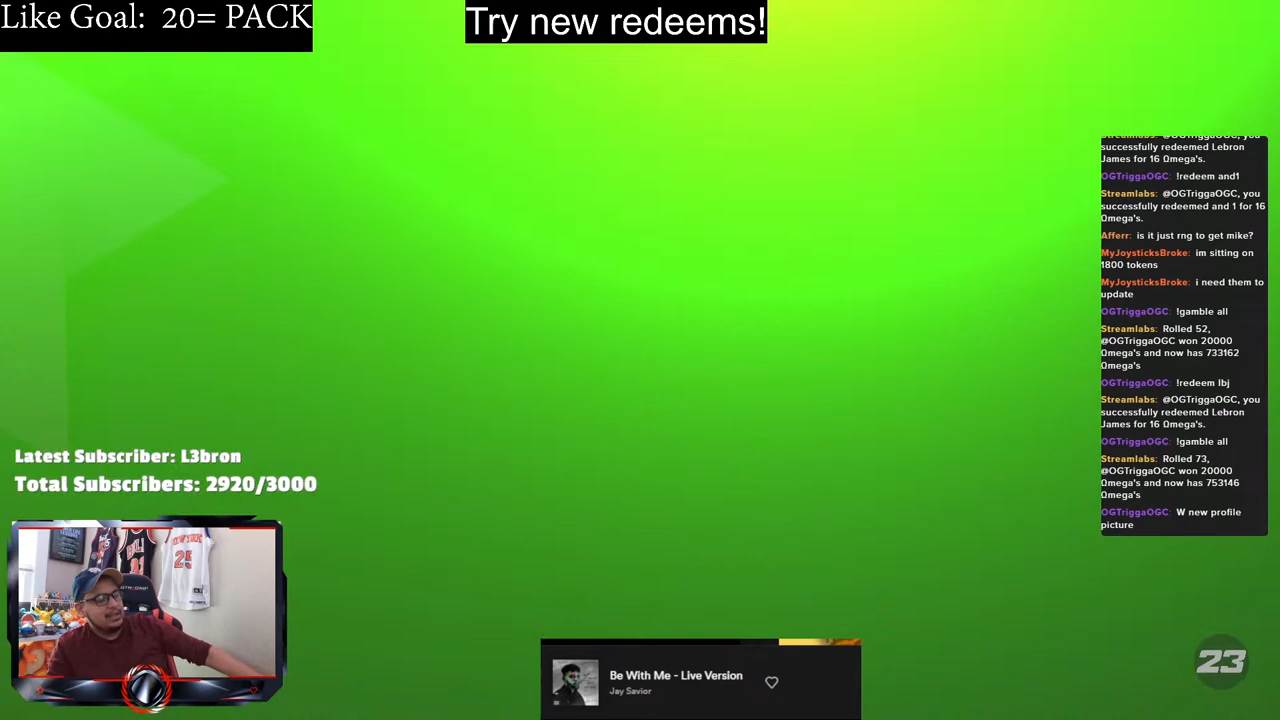 Like Goal:  20= PACK
Try new redeems!
Streamlabs: @OGTriggaOGC, you
successfully redeemed Lebron
James for 16 Ωmega's.
OGTriggaOGC: !redeem and1
Streamlabs: @OGTriggaOGC, you
successfully redeemed and 1 for 16
Ωmega's.
Afferr: is it just rng to get mike?
MyJoysticksBroke: im sitting on
1800 tokens
MyJoysticksBroke: i need them to
update
OGTriggaOGC: !gamble all
Streamlabs: Rolled 52,
@OGTriggaOGC won 20000
Ωmega's and now has 733162
Ωmega's
OGTriggaOGC: !redeem lbj
Streamlabs: @OGTriggaOGC, you
successfully redeemed Lebron
James for 16 Ωmega's.
OGTriggaOGC: !gamble all
Streamlabs: Rolled 73,
@OGTriggaOGC won 20000
Ωmega's and now has 753146
Ωmega's
OGTriggaOGC: W new profile
picture
Latest Subscriber: L3bron
Total Subscribers: 2920/3000
25
Be With Me - Live Version
Jay Savior
23